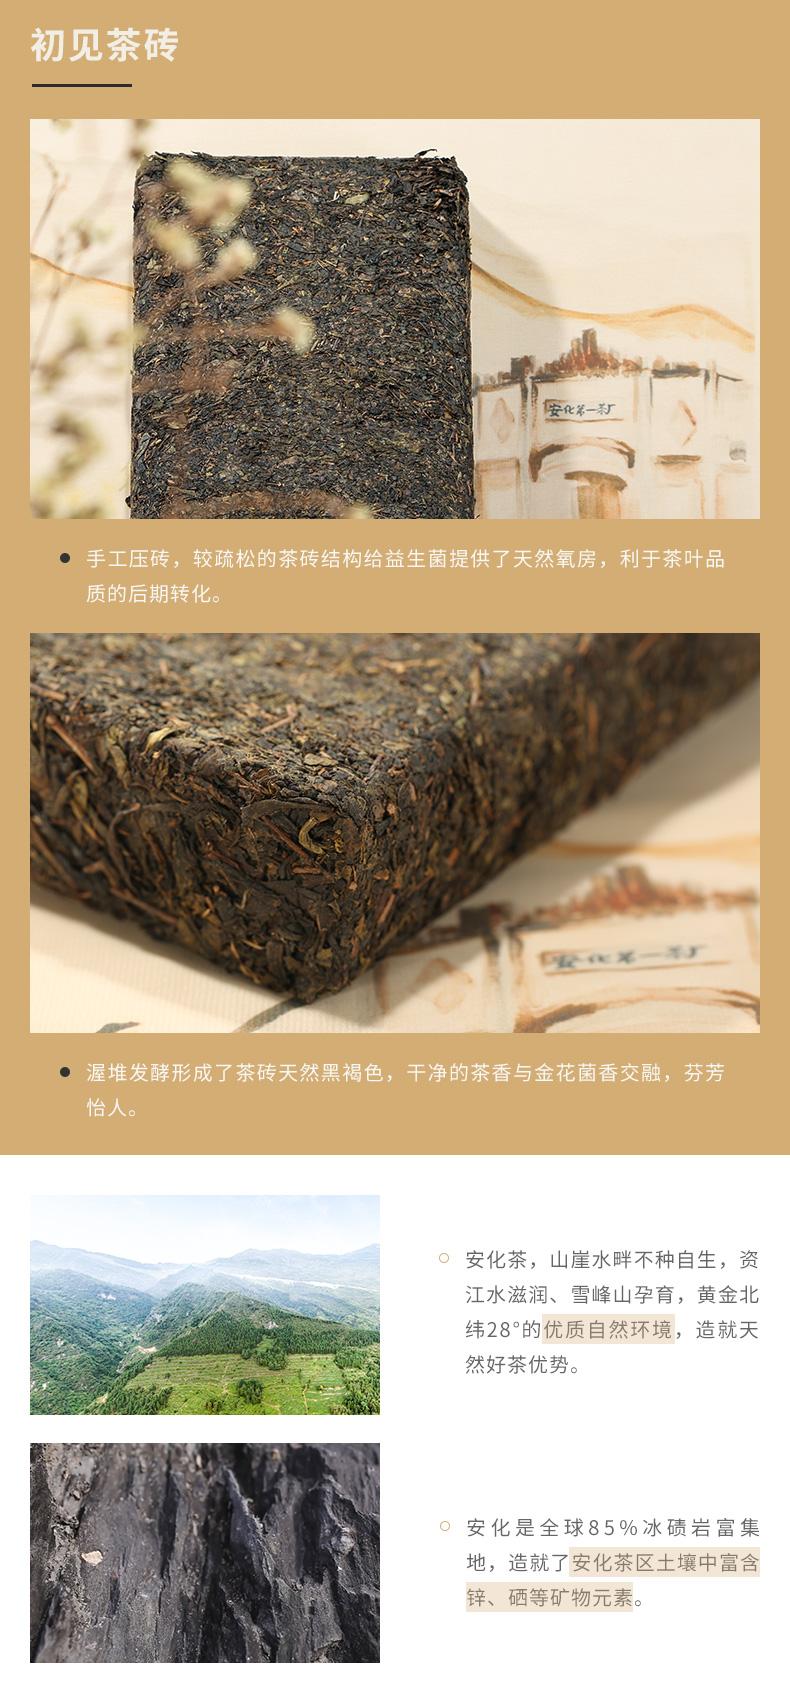 初见茶砖
安化第一茶厂
手工压砖，较疏松的茶砖结构给益生菌提供了天然氧房，利于茶叶品
质的后期转化。
安化第一茶厂
渥堆发酵形成了茶砖天然黑褐色，干净的茶香与金花菌香交融，芬芳
怡人。
安化茶，山崖水畔不种自生，资
江水滋润、雪峰山孕育，黄金北
纬28°的优质自然环境，造就天
然好茶优势。
安化是全球85%冰碛岩富集
地，造就了安化茶区土壤中富含
锌、硒等矿物元素。